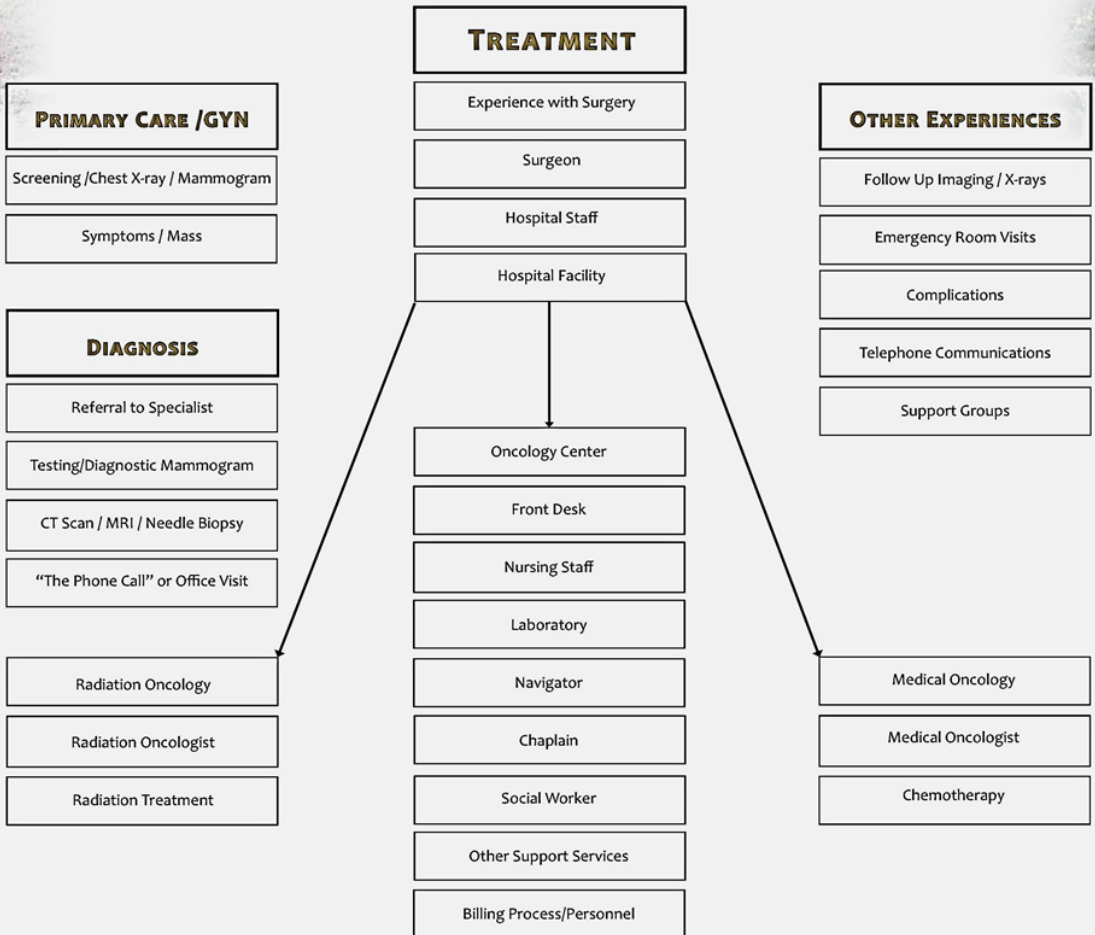 TREATMENT
Experience with Surgery
Surgeon
Hospital Staff
Hospital Facility
PRIMARY CARE /GYN
Screening /Chest X-ray / Mammogram
Symptoms / Mass
DIAGNOSIS
Referral to Specialist
Testing/Diagnostic Mammogram
CT Scan / MRI / Needle Biopsy
“The Phone Call” or Office Visit
Radiation Oncology
Radiation Oncologist
Radiation Treatment
Oncology Center
Front Desk
Nursing Staff
Laboratory
Navigator
Chaplain
Social Worker
Other Support Services
Billing Process/Personnel
OTHER EXPERIENCES
Follow Up Imaging / X-rays
Emergency Room Visits
Complications
Telephone Communications
Support Groups
Medical Oncology
Medical Oncologist
Chemotherapy